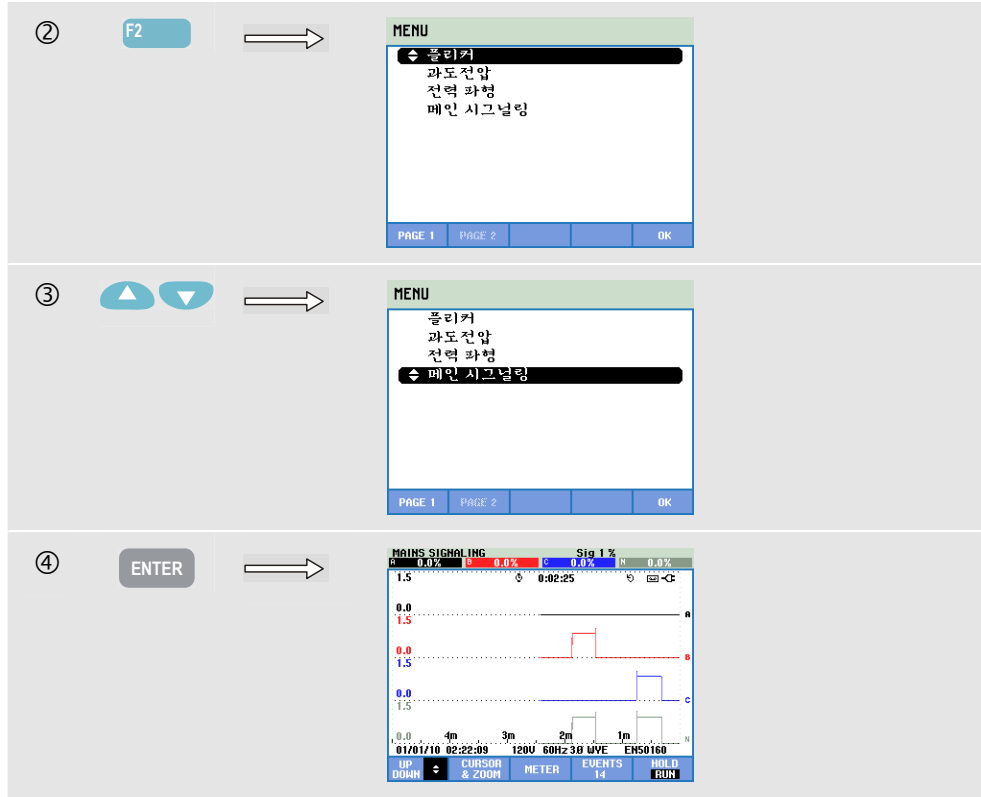 ②
F2
MENU
플리커
과도전압
전력 파형
메인 시그널링
PAGE 1 PAGE 2 OK
③
MENU
플리커
과도전압
전력 파형
메인 시그널링
PAGE 1 PAGE 2 OK
④
ENTER
MAINS SIGNALING Sig 1 %
A 0.0% B 0.0% C 0.0% N 0.0%
1.5 0:02:25
0.0 A
1.5
0.0 B
1.5
0.0 C
1.5
0.0 4m 3m 2m 1m N
01/01/10 02:22:09 120V 60Hz 3Ø WYE EN50160
UP DOWN CURSOR & ZOOM METER EVENTS 14 HOLD RUN